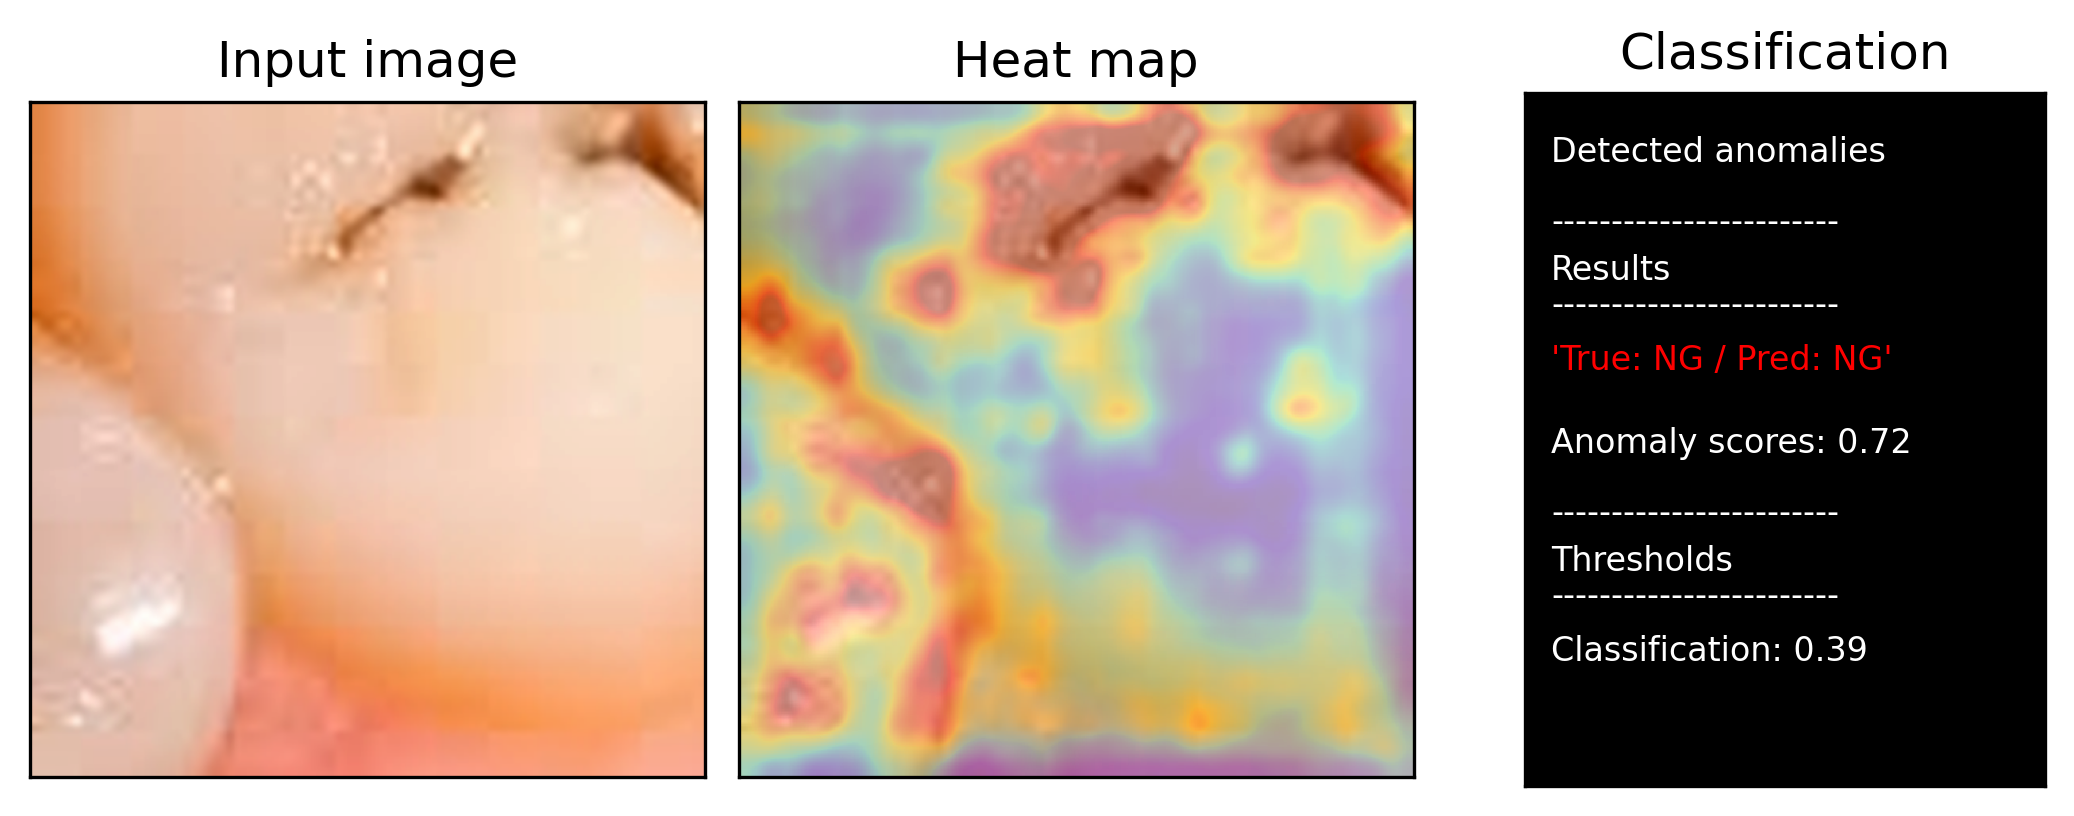 Input image
Heat map
Classification
Detected anomalies
------------------------
Results
------------------------
'True: NG / Pred: NG'
Anomaly scores: 0.72
------------------------
Thresholds
------------------------
Classification: 0.39